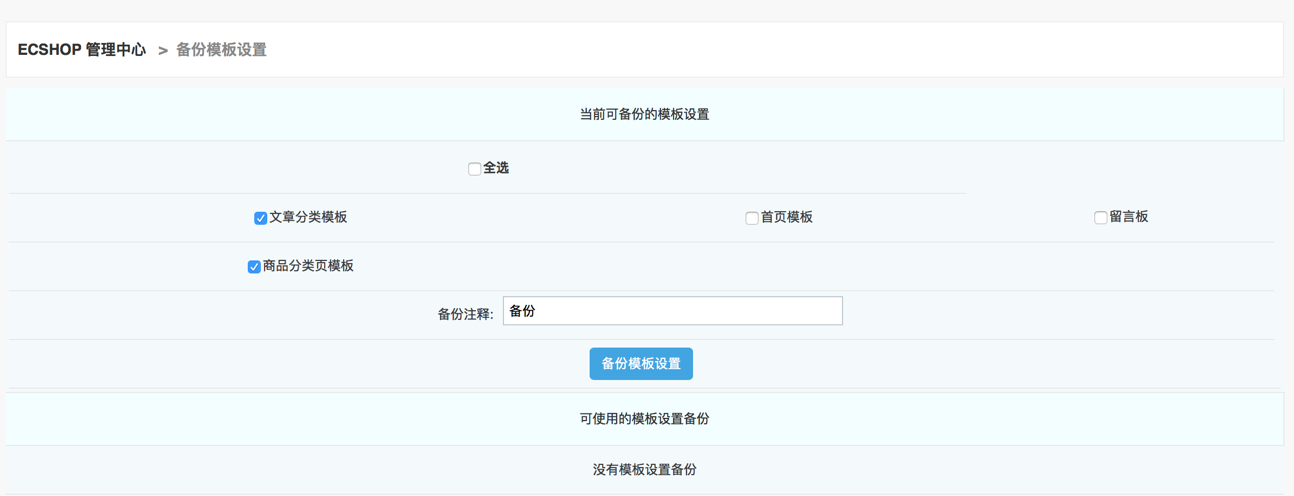 ECSHOP 管理中心 > 备份模板设置
当前可备份的模板设置
全选
文章分类模板 首页模板 留言板
商品分类页模板
备份注释: 备份
备份模板设置
可使用的模板设置备份
没有模板设置备份